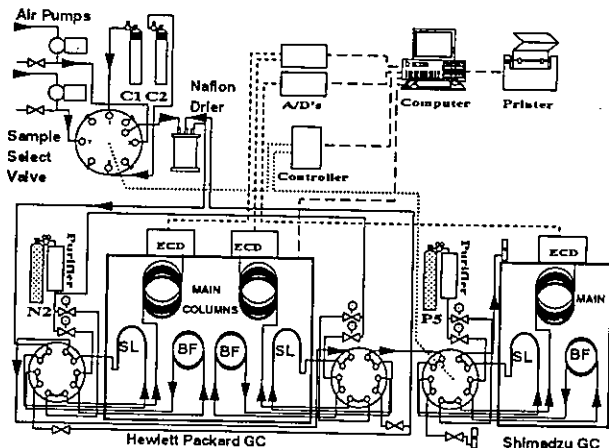 Air Pumps
C1 C2
Nafion
Drier
A/D's
Computer
Printer
Sample
Select
Valve
Controller
Purifier
N2
ECD
ECD
MAIN
COLUMNS
SL
BF
BF
SL
Purifier
P5
ECD
MAIN
SL
BF
Hewlett Packard GC
Shimadzu GC